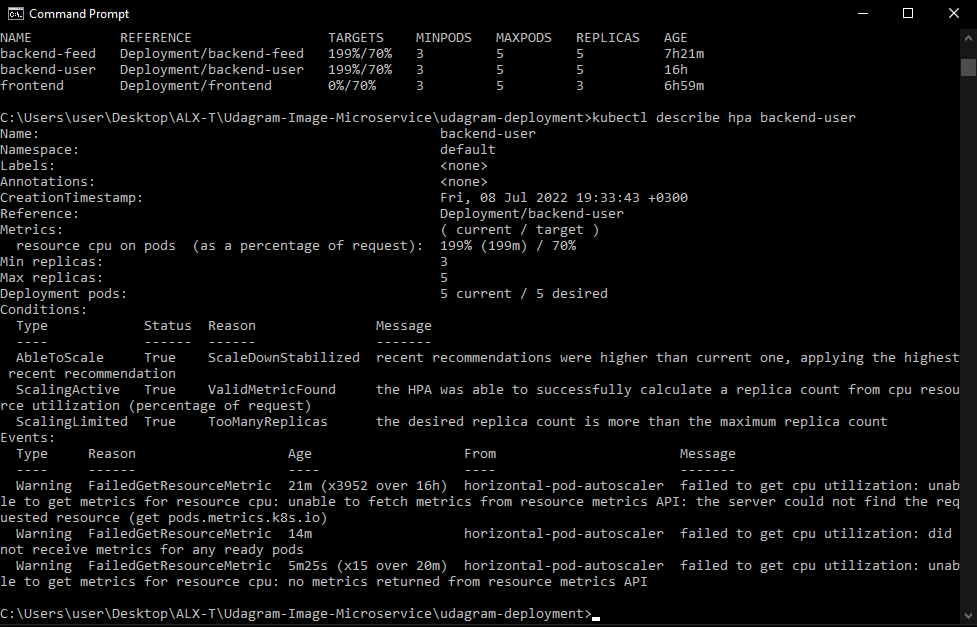 Command Prompt
NAME REFERENCE TARGETS MINPODS MAXPODS REPLICAS AGE
backend-feed Deployment/backend-feed 199%/70% 3 5 5 7h21m
backend-user Deployment/backend-user 199%/70% 3 5 5 16h
frontend Deployment/frontend 0%/70% 3 5 3 6h59m
C:\Users\user\Desktop\ALX-T\Udagram-Image-Microservice\udagram-deployment>kubectl describe hpa backend-user
Name: backend-user
Namespace: default
Labels: <none>
Annotations: <none>
CreationTimestamp: Fri, 08 Jul 2022 19:33:43 +0300
Reference: Deployment/backend-user
Metrics: ( current / target )
resource cpu on pods (as a percentage of request): 199% (199m) / 70%
Min replicas: 3
Max replicas: 5
Deployment pods: 5 current / 5 desired
Conditions:
Type Status Reason Message
---- ------ ------ -------
AbleToScale True ScaleDownStabilized recent recommendations were higher than current one, applying the highest
recent recommendation
ScalingActive True ValidMetricFound the HPA was able to successfully calculate a replica count from cpu resou
rce utilization (percentage of request)
ScalingLimited True TooManyReplicas the desired replica count is more than the maximum replica count
Events:
Type Reason Age From Message
---- ------ ---- ---- -------
Warning FailedGetResourceMetric 21m (x3952 over 16h) horizontal-pod-autoscaler failed to get cpu utilization: unab
le to get metrics for resource cpu: unable to fetch metrics from resource metrics API: the server could not find the req
uested resource (get pods.metrics.k8s.io)
Warning FailedGetResourceMetric 14m horizontal-pod-autoscaler failed to get cpu utilization: did
not receive metrics for any ready pods
Warning FailedGetResourceMetric 5m25s (x15 over 20m) horizontal-pod-autoscaler failed to get cpu utilization: unab
le to get metrics for resource cpu: no metrics returned from resource metrics API
C:\Users\user\Desktop\ALX-T\Udagram-Image-Microservice\udagram-deployment>